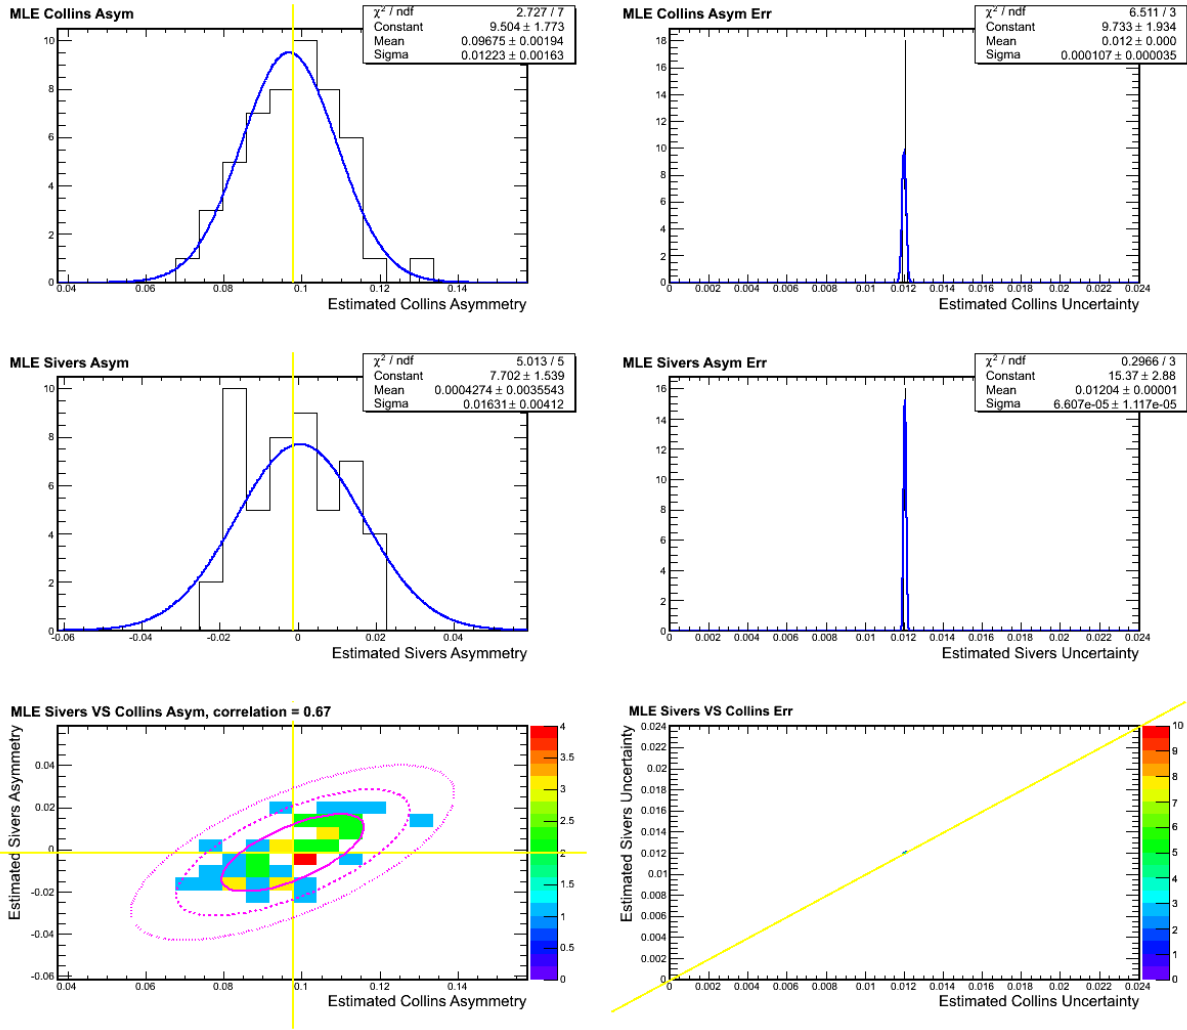 MLE Collins Asym
χ² / ndf 2.727 / 7
Constant 9.504 ± 1.773
Mean 0.09675 ± 0.00194
Sigma 0.01223 ± 0.00163
10
8
6
4
2
0
0.04 0.06 0.08 0.1 0.12 0.14
Estimated Collins Asymmetry
MLE Collins Asym Err
χ² / ndf 6.511 / 3
Constant 9.733 ± 1.934
Mean 0.012 ± 0.000
Sigma 0.000107 ± 0.000035
18
16
14
12
10
8
6
4
2
0
0 0.002 0.004 0.006 0.008 0.010 0.012 0.014 0.016 0.018 0.02 0.022 0.024
Estimated Collins Uncertainty
MLE Sivers Asym
χ² / ndf 5.013 / 5
Constant 7.702 ± 1.539
Mean 0.0004274 ± 0.0035543
Sigma 0.01631 ± 0.00412
10
8
6
4
2
0
-0.06 -0.04 -0.02 0 0.02 0.04
Estimated Sivers Asymmetry
MLE Sivers Asym Err
χ² / ndf 0.2966 / 3
Constant 15.37 ± 2.88
Mean 0.01204 ± 0.00001
Sigma 6.607e-05 ± 1.117e-05
16
14
12
10
8
6
4
2
0
0 0.002 0.004 0.006 0.008 0.010 0.012 0.014 0.016 0.018 0.02 0.022 0.024
Estimated Sivers Uncertainty
MLE Sivers VS Collins Asym, correlation = 0.67
Estimated Sivers Asymmetry
0.04
0.02
0
-0.02
-0.04
-0.06
0.04 0.06 0.08 0.1 0.12 0.14
Estimated Collins Asymmetry
4
3.5
3
2.5
2
1.5
1
0.5
0
MLE Sivers VS Collins Err
Estimated Sivers Uncertainty
0.024
0.022
0.02
0.018
0.016
0.014
0.012
0.010
0.008
0.006
0.004
0.002
0
0 0.002 0.004 0.006 0.008 0.010 0.012 0.014 0.016 0.018 0.02 0.022 0.024
Estimated Collins Uncertainty
10
9
8
7
6
5
4
3
2
1
0